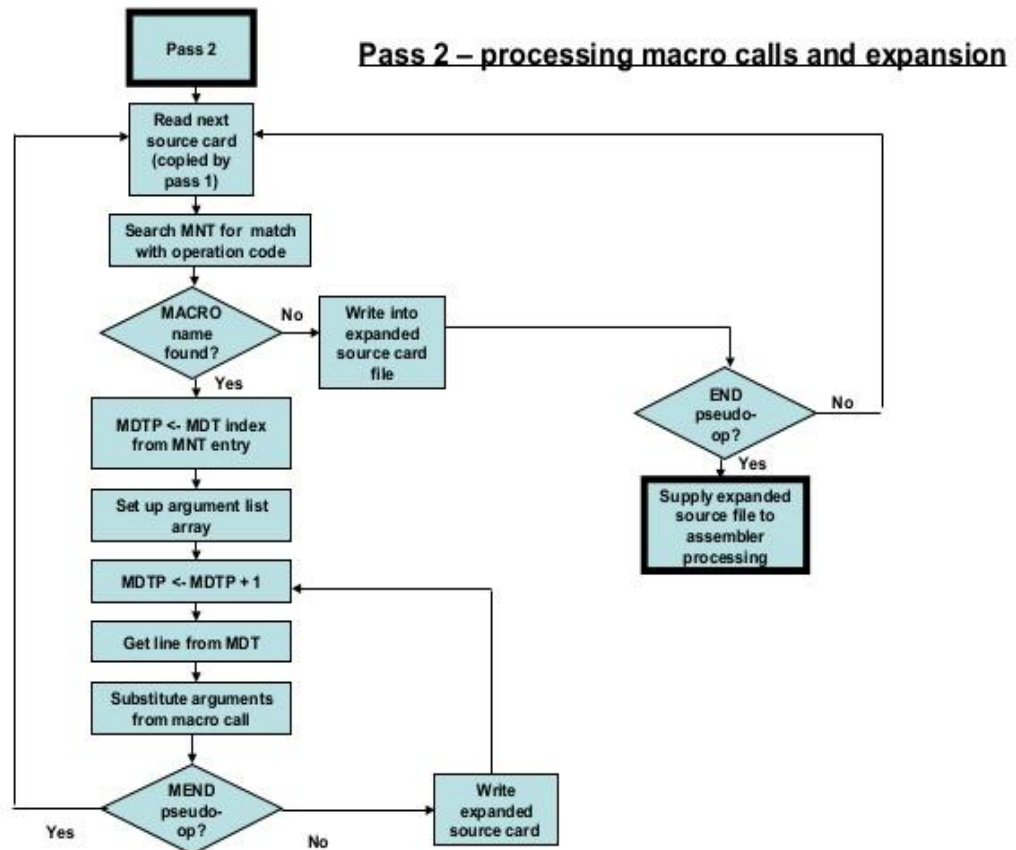 Pass 2
Pass 2 – processing macro calls and expansion
Read next
source card
(copied by
pass 1)
Search MNT for match
with operation code
MACRO
name
found?
No
Write into
expanded
source card
file
Yes
END
pseudo-
op?
No
Yes
Supply expanded
source file to
assembler
processing
MDTP <- MDT index
from MNT entry
Set up argument list
array
MDTP <- MDTP + 1
Get line from MDT
Substitute arguments
from macro call
MEND
pseudo-
op?
Yes
No
Write
expanded
source card